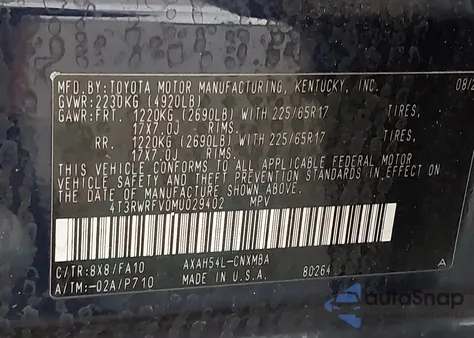 MFD.BY:TOYOTA MOTOR MANUFACTURING, KENTUCKY, INC. 08/2
GVWR:2230KG (4920LB)
GAWR:FRT. 1220KG (2690LB) WITH 225/65R17 TIRES,
17X7.0J RIMS.
RR. 1220KG (2690LB) WITH 225/65R17 TIRES,
17X7.0J - RIMS.
THIS VEHICLE CONFORMS TO ALL APPLICABLE FEDERAL MOTOR
VEHICLE SAFETY AND THEFT PREVENTION STANDARDS IN EFFECT ON
THE DATE OF MANUFACTURE SHOWN ABOVE.
4T3RWRFV0MU029402 MPV
C/TR:8X8/FA10 AXAH54L-CNXMBA
A/TM:-02A/P710 MADE IN U.S.A. 80264 A
autoSnap